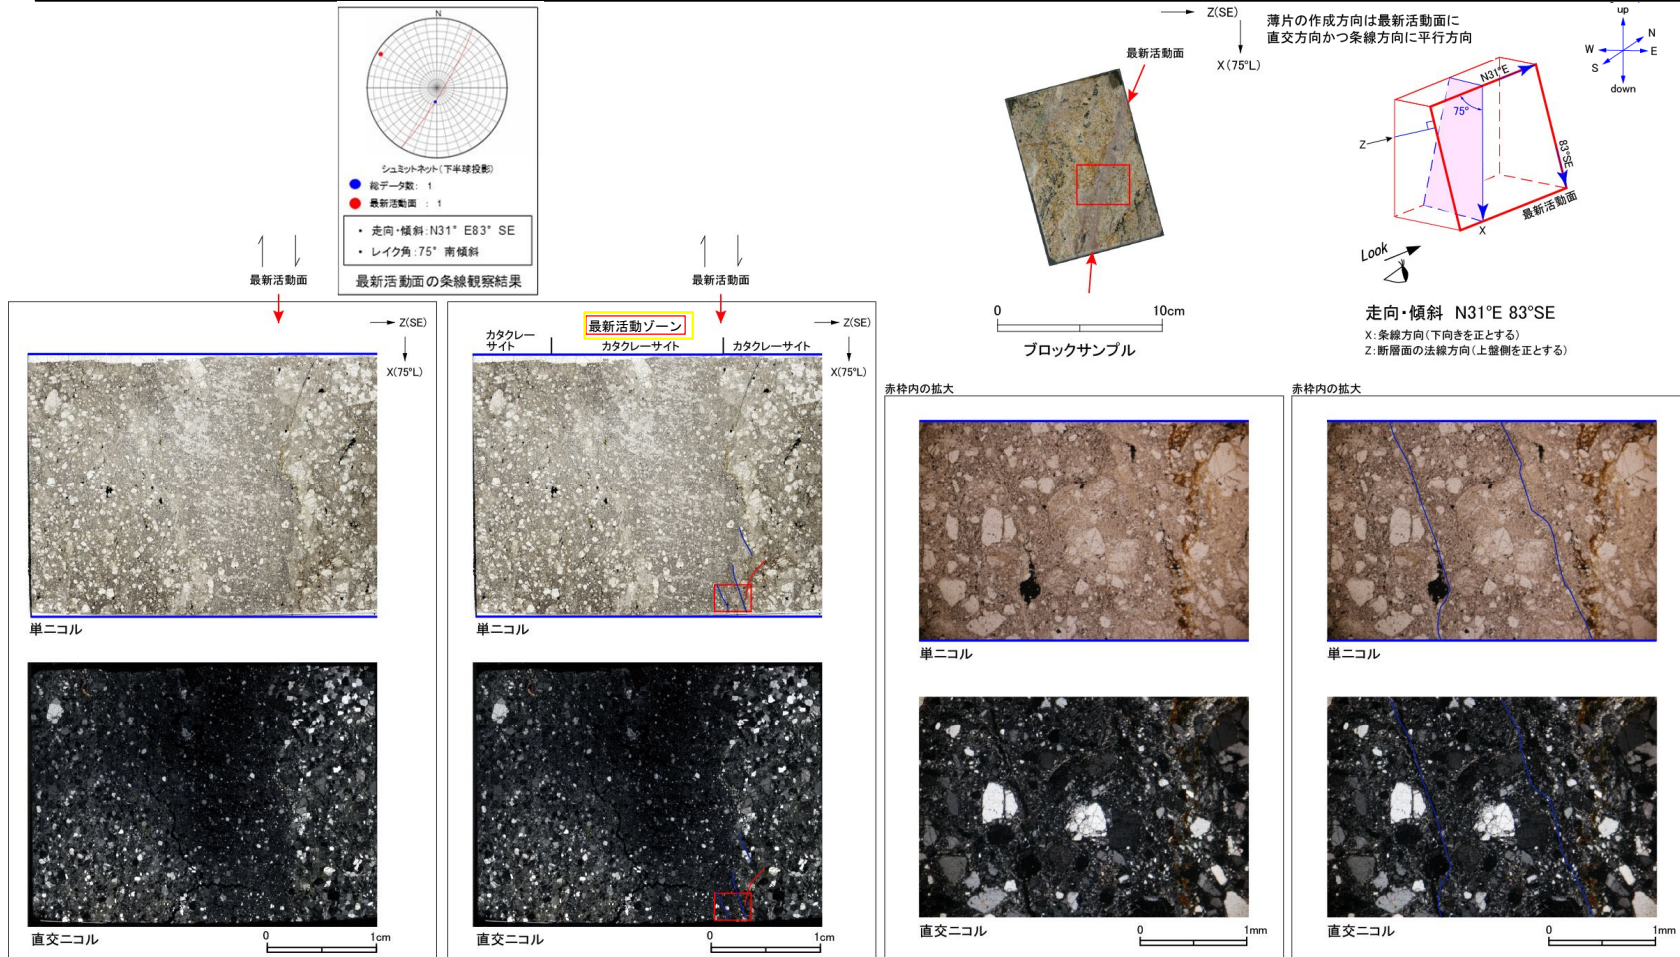 N
シュミットネット(下半球投影)
総データ数： 1
最新活動面 ： 1
・ 走向・傾斜：N31° E83° SE
・ レイク角：75° 南傾斜
最新活動面の条線観察結果
Z(SE)
X(75°L)
最新活動面
薄片の作成方向は最新活動面に
直交方向かつ条線方向に平行方向
0
10cm
ブロックサンプル
up
N
W
E
S
down
N31°E
75°
Z
83°SE
最新活動面
X
Look
走向・傾斜 N31°E 83°SE
X：条線方向(下向きを正とする)
Z：断層面の法線方向(上盤側を正とする)
最新活動面
Z(SE)
X(75°L)
単ニコル
直交ニコル
0
1cm
最新活動面
最新活動ゾーン
カタクレー
サイト
カタクレーサイト
カタクレーサイト
Z(SE)
X(75°L)
単ニコル
直交ニコル
0
1cm
赤枠内の拡大
単ニコル
直交ニコル
0
1mm
赤枠内の拡大
単ニコル
直交ニコル
0
1mm